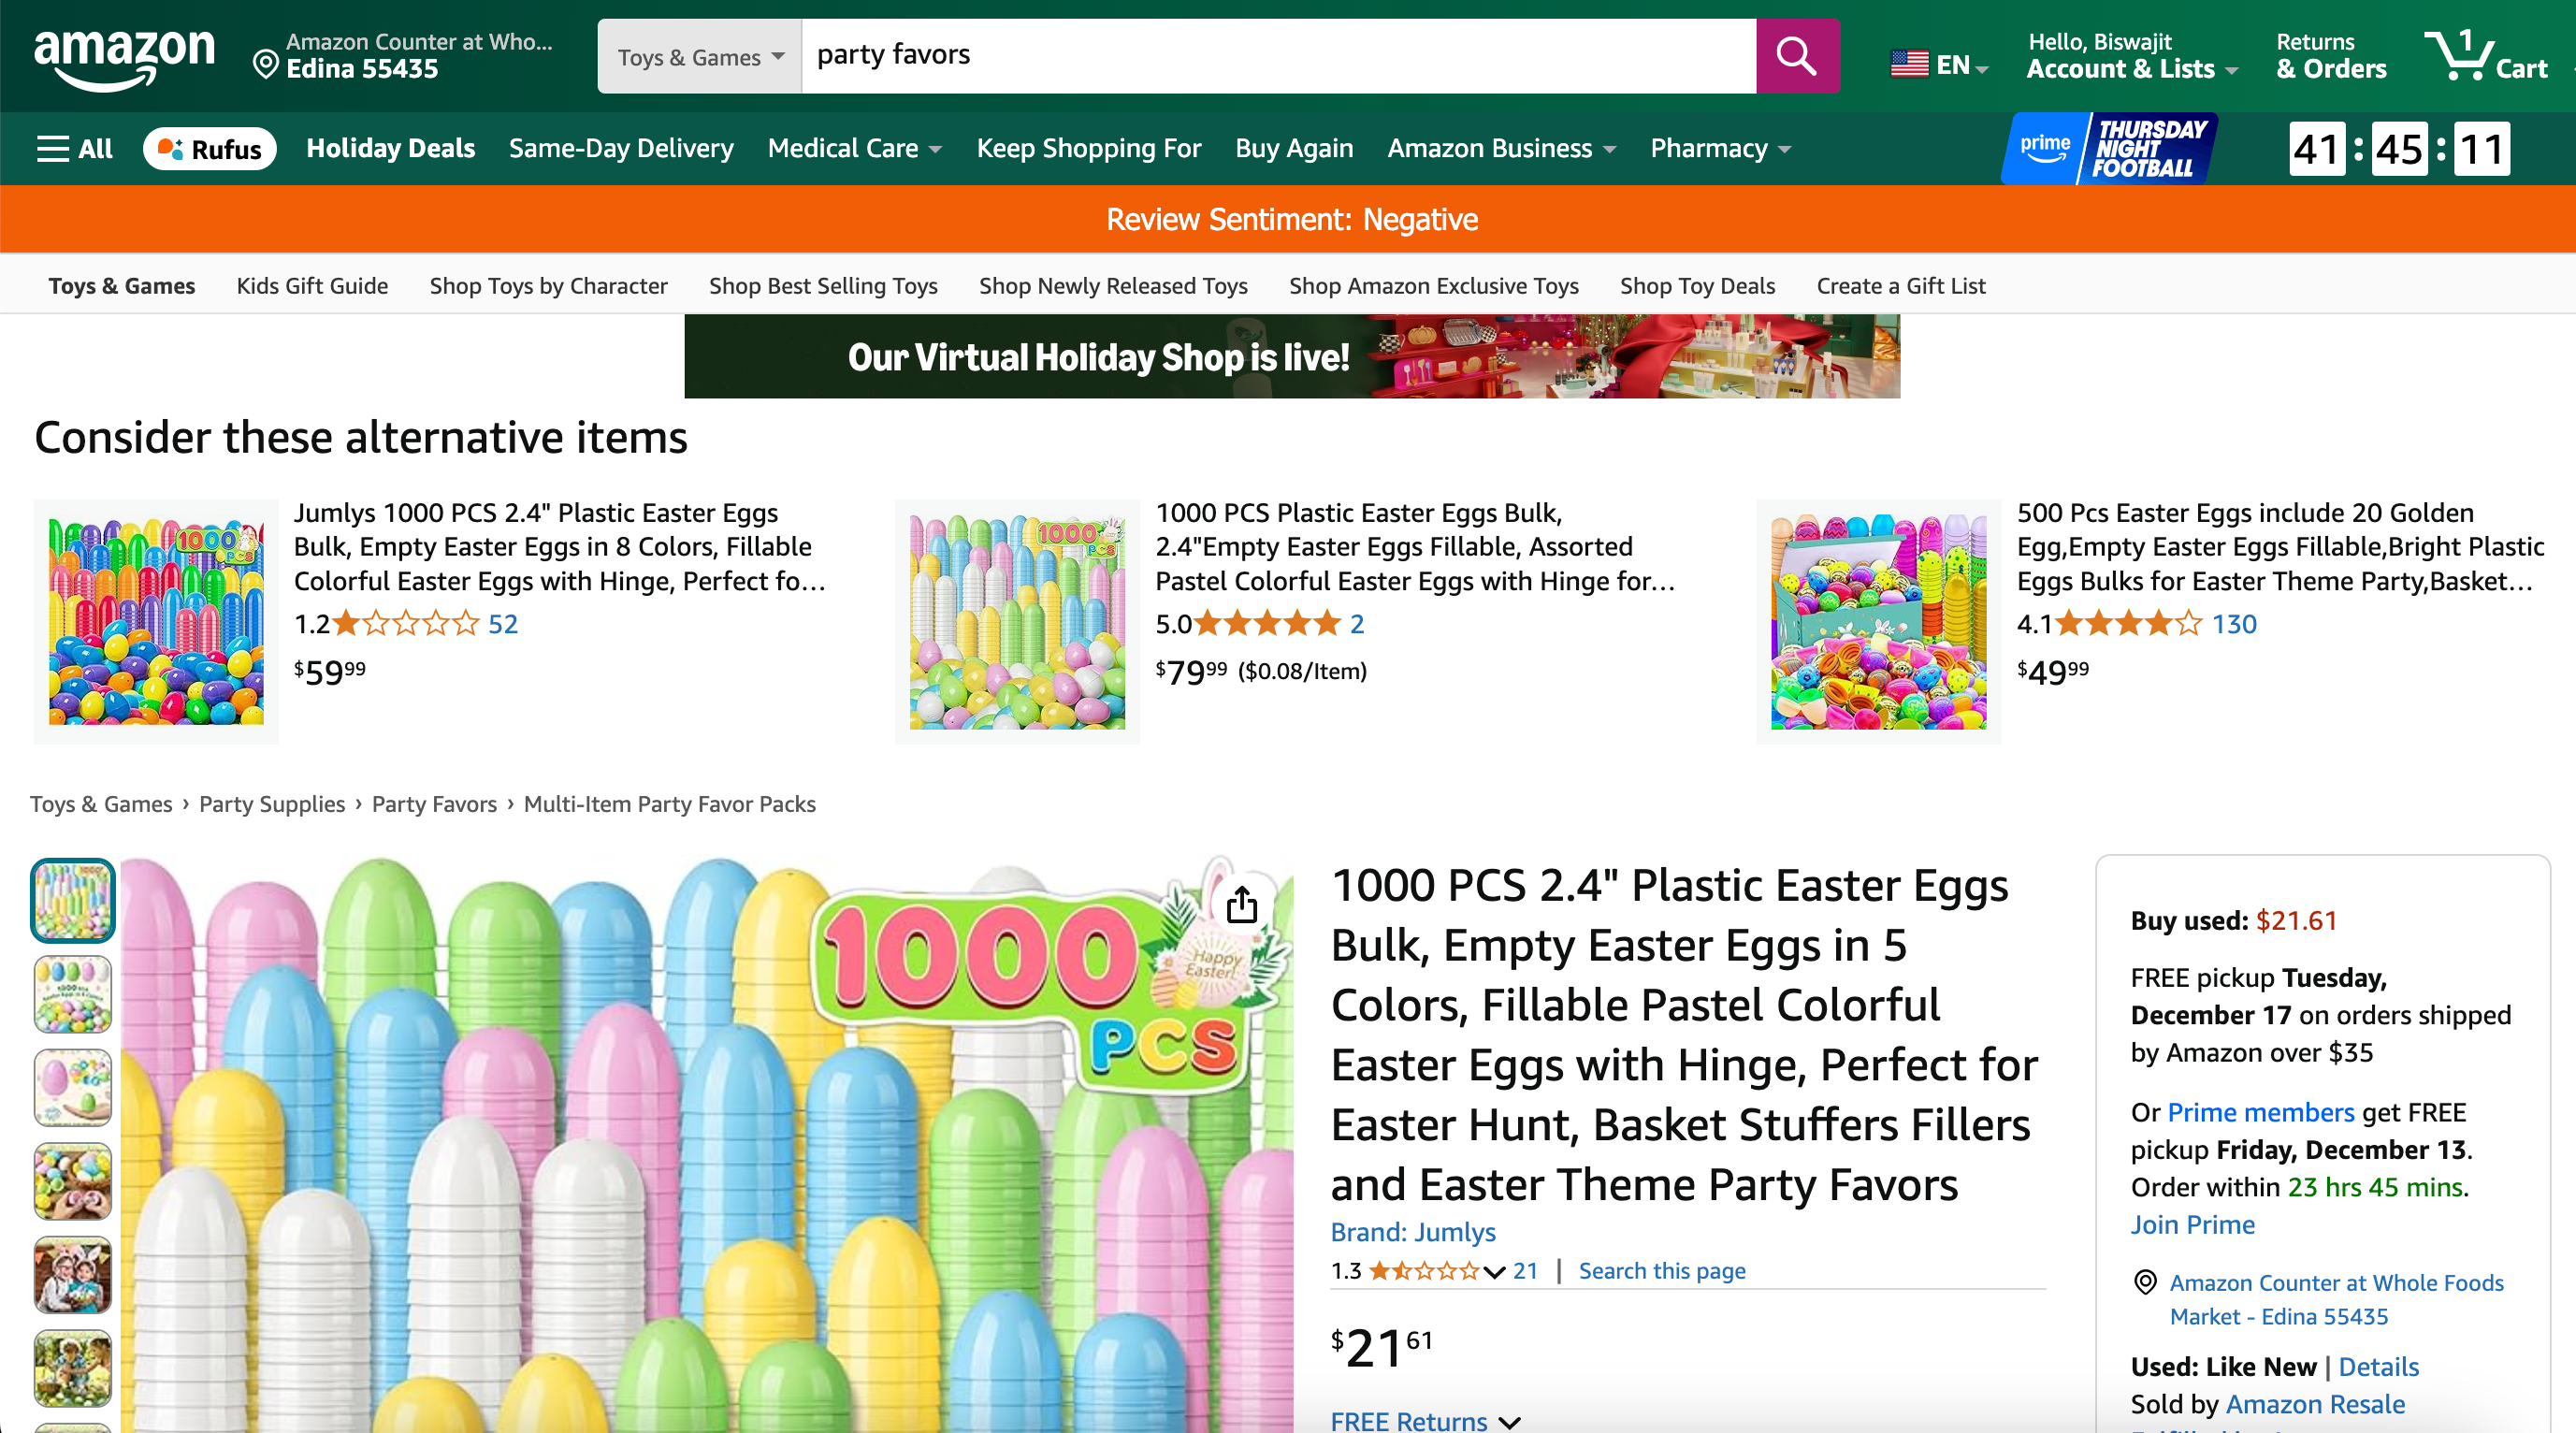 amazon
Amazon Counter at Who...
Edina 55435
Toys & Games
party favors
EN
Hello, Biswajit
Account & Lists
Returns
& Orders
1
Cart
All
Rufus
Holiday Deals
Same-Day Delivery
Medical Care
Keep Shopping For
Buy Again
Amazon Business
Pharmacy
prime
THURSDAY
NIGHT
FOOTBALL
41 : 45 : 11
Review Sentiment: Negative
Toys & Games
Kids Gift Guide
Shop Toys by Character
Shop Best Selling Toys
Shop Newly Released Toys
Shop Amazon Exclusive Toys
Shop Toy Deals
Create a Gift List
Our Virtual Holiday Shop is live!
Consider these alternative items
1000
PCS
Jumlys 1000 PCS 2.4" Plastic Easter Eggs
Bulk, Empty Easter Eggs in 8 Colors, Fillable
Colorful Easter Eggs with Hinge, Perfect fo...
1.2 52
$59 99
1000
PCS
1000 PCS Plastic Easter Eggs Bulk,
2.4"Empty Easter Eggs Fillable, Assorted
Pastel Colorful Easter Eggs with Hinge for...
5.0 2
$79 99 ($0.08/Item)
500 Pcs Easter Eggs include 20 Golden
Egg,Empty Easter Eggs Fillable,Bright Plastic
Eggs Bulks for Easter Theme Party,Basket...
4.1 130
$49 99
Toys & Games › Party Supplies › Party Favors › Multi-Item Party Favor Packs
1000
PCS
Happy
Easter!
1000 PCS 2.4" Plastic Easter Eggs
Bulk, Empty Easter Eggs in 5
Colors, Fillable Pastel Colorful
Easter Eggs with Hinge, Perfect for
Easter Hunt, Basket Stuffers Fillers
and Easter Theme Party Favors
Brand: Jumlys
1.3 21 | Search this page
$21 61
FREE Returns
Buy used: $21.61
FREE pickup Tuesday,
December 17 on orders shipped
by Amazon over $35
Or Prime members get FREE
pickup Friday, December 13.
Order within 23 hrs 45 mins.
Join Prime
Amazon Counter at Whole Foods
Market - Edina 55435
Used: Like New | Details
Sold by Amazon Resale